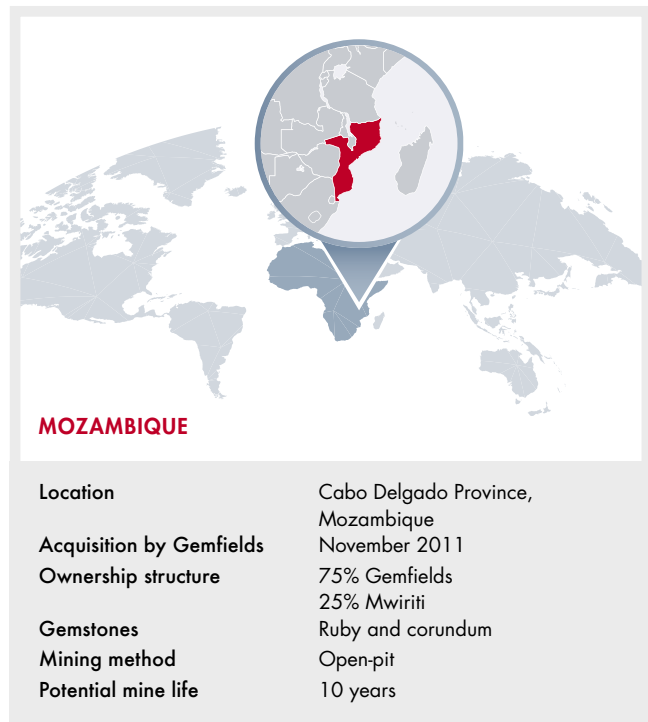 MOZAMBIQUE
Location Cabo Delgado Province,
Mozambique
Acquisition by Gemfields November 2011
Ownership structure 75% Gemfields
25% Mwiriti
Gemstones Ruby and corundum
Mining method Open-pit
Potential mine life 10 years